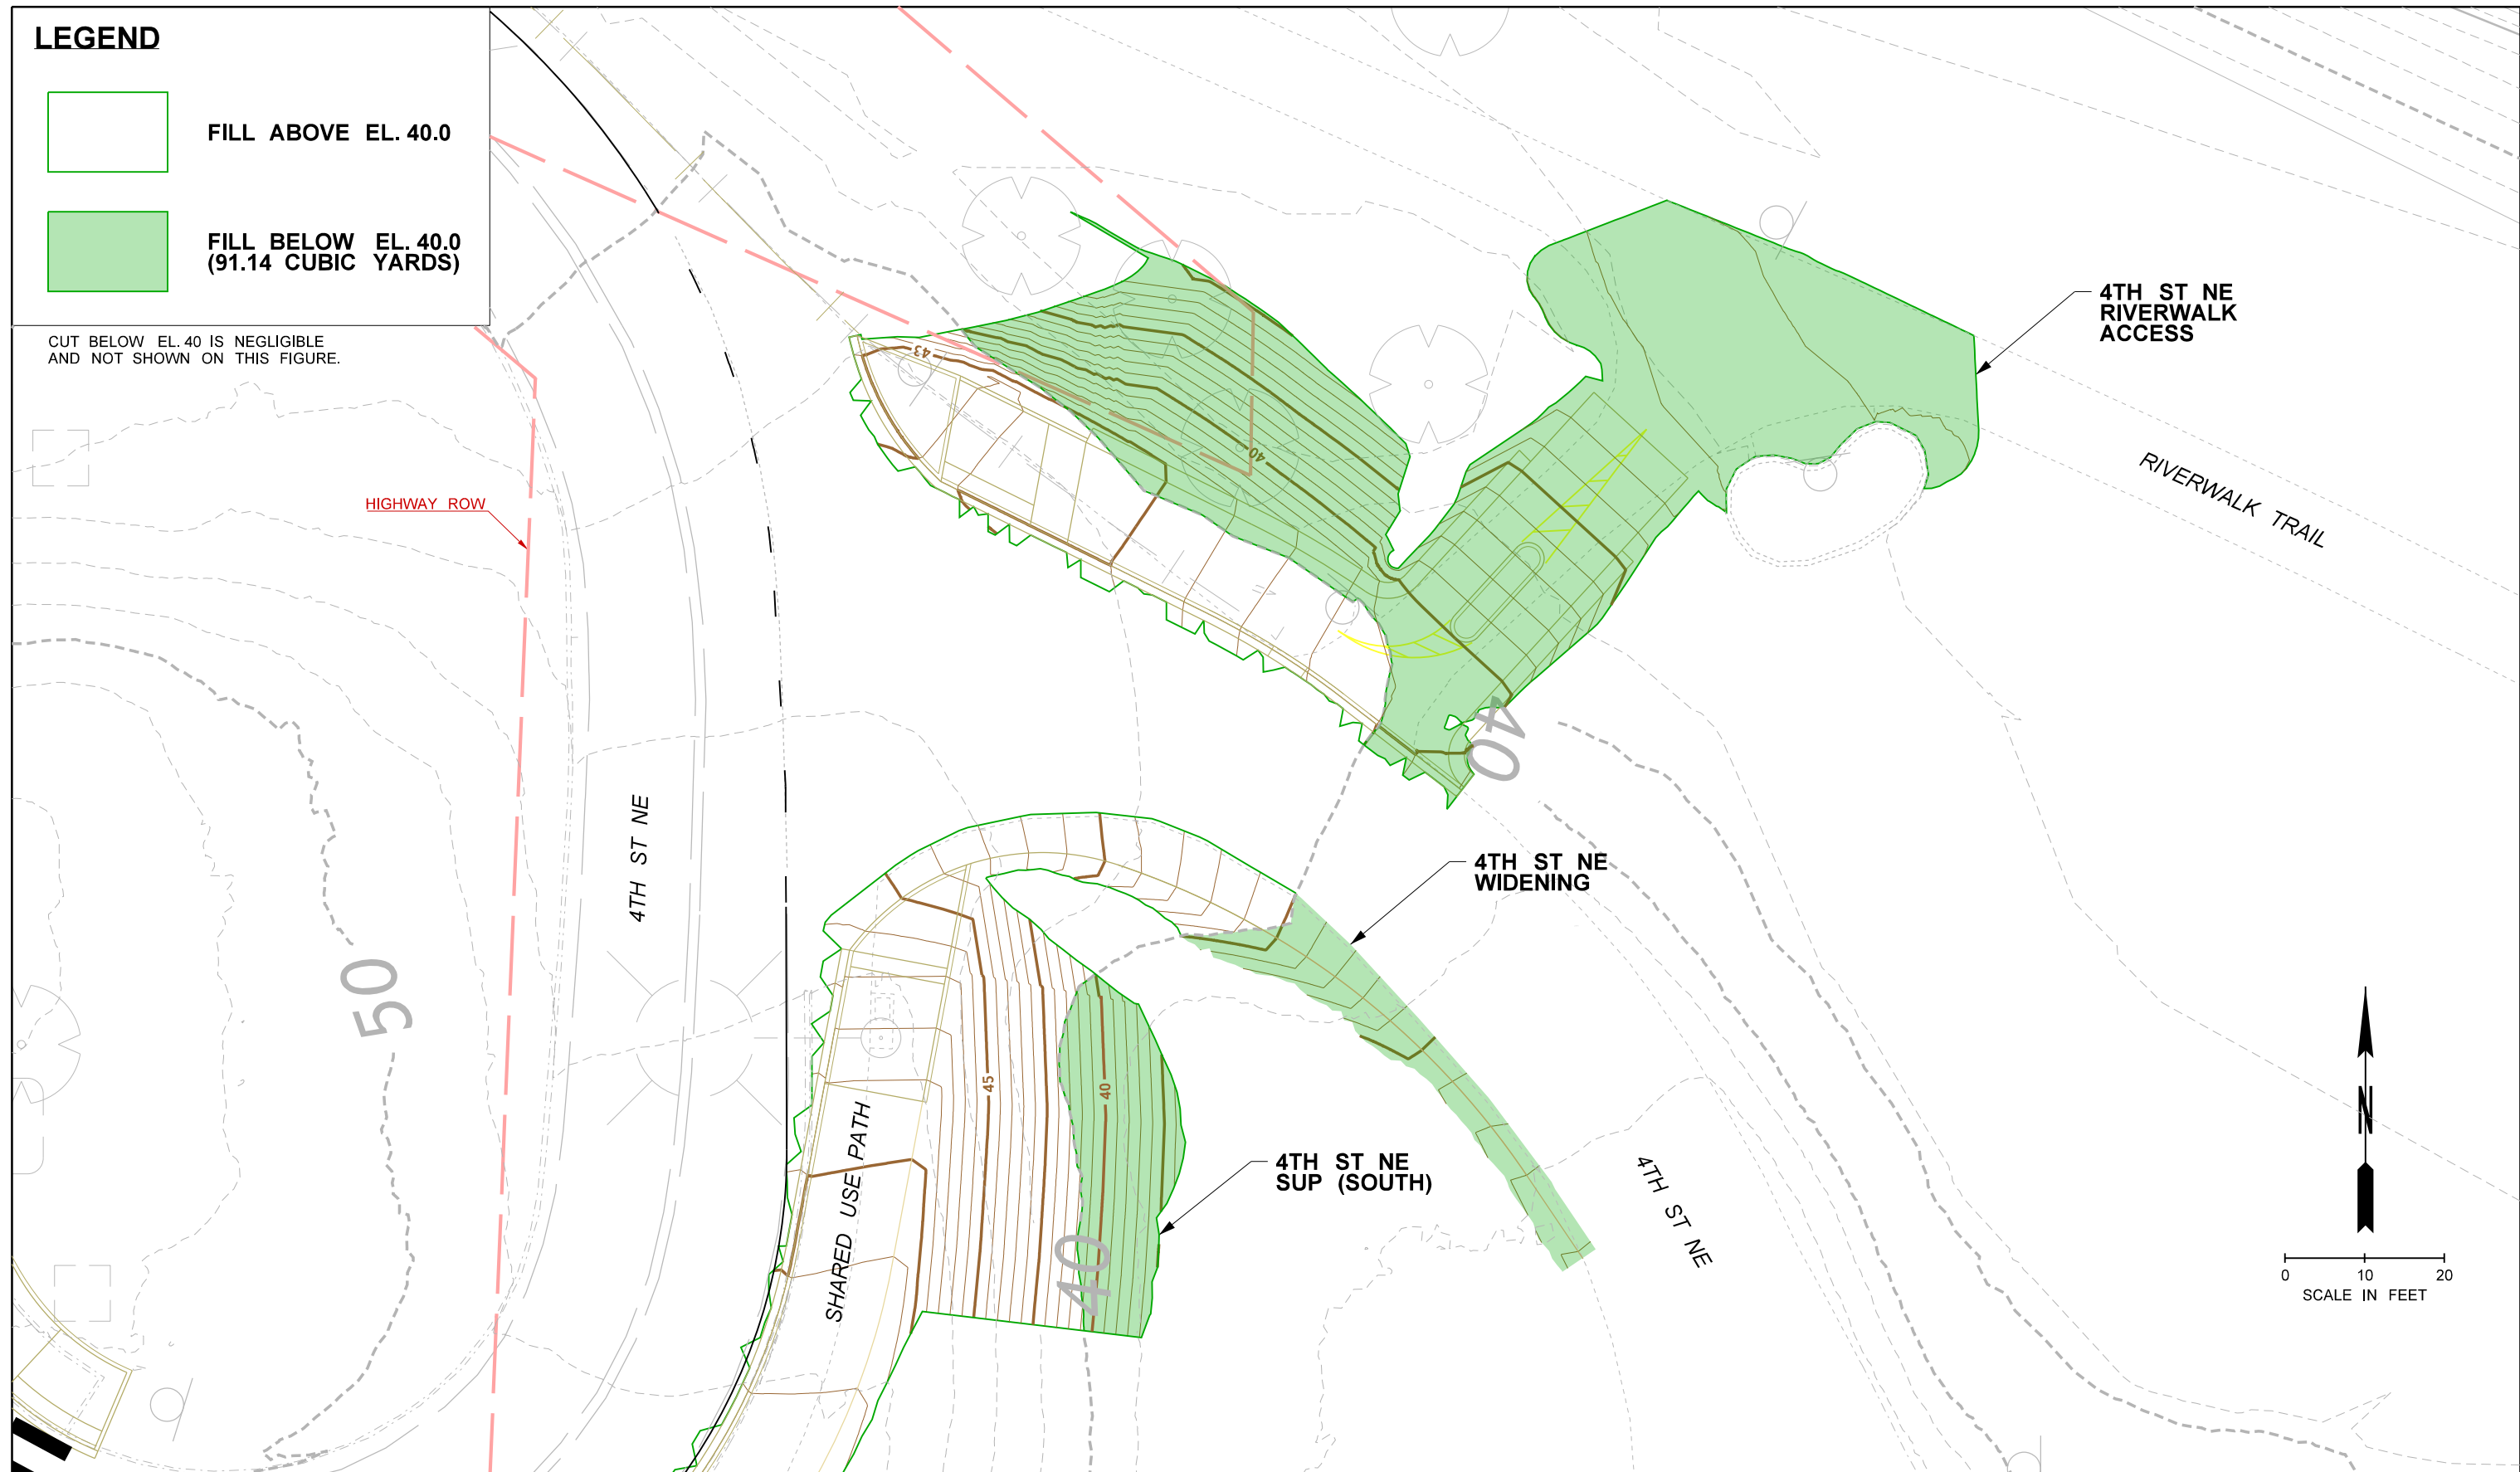 LEGEND
FILL ABOVE EL. 40.0
FILL BELOW EL. 40.0
(91.14 CUBIC YARDS)
CUT BELOW EL. 40 IS NEGLIGIBLE
AND NOT SHOWN ON THIS FIGURE.
4TH ST NE
RIVERWALK
ACCESS
43
40
HIGHWAY ROW
RIVERWALK TRAIL
40
4TH ST NE
4TH ST NE
WIDENING
50
45
40
SHARED USE PATH
4TH ST NE
SUP (SOUTH)
4TH ST NE
40
N
0 10 20
SCALE IN FEET